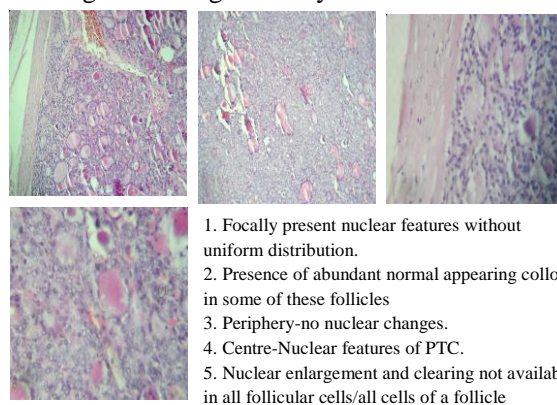 1. Focally present nuclear features without
uniform distribution.
2. Presence of abundant normal appearing collo
in some of these follicles
3. Periphery-no nuclear changes.
4. Centre-Nuclear features of PTC.
5. Nuclear enlargement and clearing not availab
in all follicular cells/all cells of a follicle